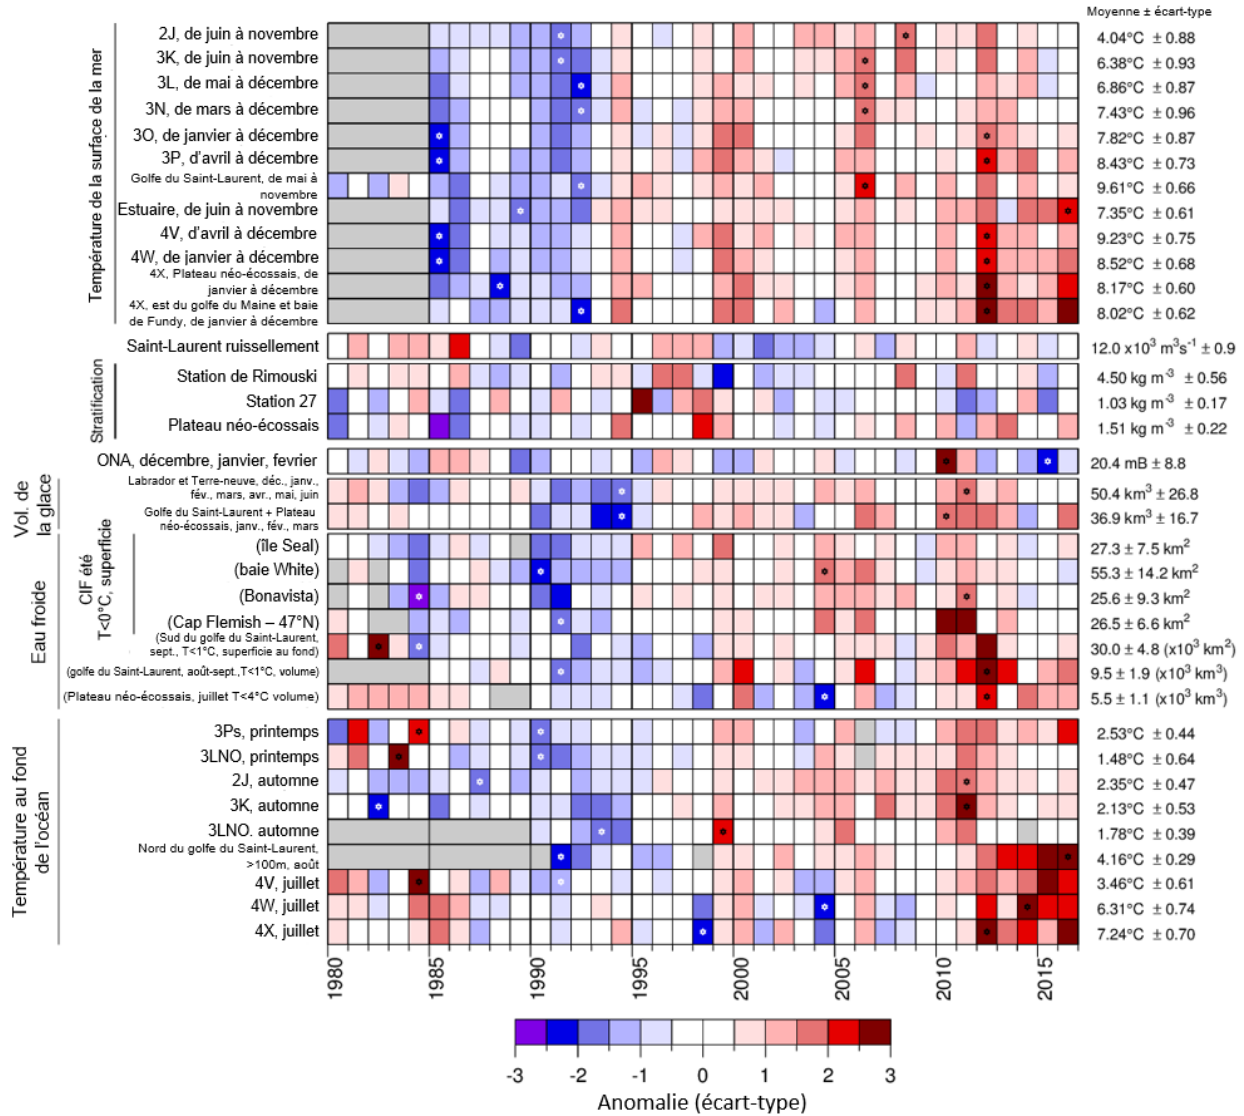 Moyenne ± écart-type
Température de la surface de la mer
2J, de juin à novembre
4.04°C ± 0.88
3K, de juin à novembre
6.38°C ± 0.93
3L, de mai à décembre
6.86°C ± 0.87
3N, de mars à décembre
7.43°C ± 0.96
3O, de janvier à décembre
7.82°C ± 0.87
3P, d'avril à décembre
8.43°C ± 0.73
Golfe du Saint-Laurent, de mai à
novembre
9.61°C ± 0.66
Estuaire, de juin à novembre
7.35°C ± 0.61
4V, d'avril à décembre
9.23°C ± 0.75
4W, de janvier à décembre
8.52°C ± 0.68
4X, Plateau néo-écossais, de
janvier à décembre
8.17°C ± 0.60
4X, est du golfe du Maine et baie
de Fundy, de janvier à décembre
8.02°C ± 0.62
Saint-Laurent ruissellement
12.0 x10³ m³s⁻¹ ± 0.9
Stratification
Station de Rimouski
4.50 kg m⁻³ ± 0.56
Station 27
1.03 kg m⁻³ ± 0.17
Plateau néo-écossais
1.51 kg m⁻³ ± 0.22
ONA, décembre, janvier, fevrier
20.4 mB ± 8.8
Vol. de
la glace
Labrador et Terre-neuve, déc., janv.,
fév., mars, avr., mai, juin
50.4 km³ ± 26.8
Golfe du Saint-Laurent + Plateau
néo-écossais, janv., fév., mars
36.9 km³ ± 16.7
Eau froide
CIF été
T<0°C, superficie
(île Seal)
27.3 ± 7.5 km²
(baie White)
55.3 ± 14.2 km²
(Bonavista)
25.6 ± 9.3 km²
(Cap Flemish – 47°N)
26.5 ± 6.6 km²
(Sud du golfe du Saint-Laurent,
sept., T<1°C, superficie au fond)
30.0 ± 4.8 (x10³ km²)
(golfe du Saint-Laurent, août-sept.,T<1°C, volume)
9.5 ± 1.9 (x10³ km³)
(Plateau néo-écossais, juillet T<4°C volume)
5.5 ± 1.1 (x10³ km³)
Température au fond
de l'océan
3Ps, printemps
2.53°C ± 0.44
3LNO, printemps
1.48°C ± 0.64
2J, automne
2.35°C ± 0.47
3K, automne
2.13°C ± 0.53
3LNO. automne
1.78°C ± 0.39
Nord du golfe du Saint-Laurent,
>100m, août
4.16°C ± 0.29
4V, juillet
3.46°C ± 0.61
4W, juillet
6.31°C ± 0.74
4X, juillet
7.24°C ± 0.70
1980 1985 1990 1995 2000 2005 2010 2015
-3 -2 -1 0 1 2 3
Anomalie (écart-type)